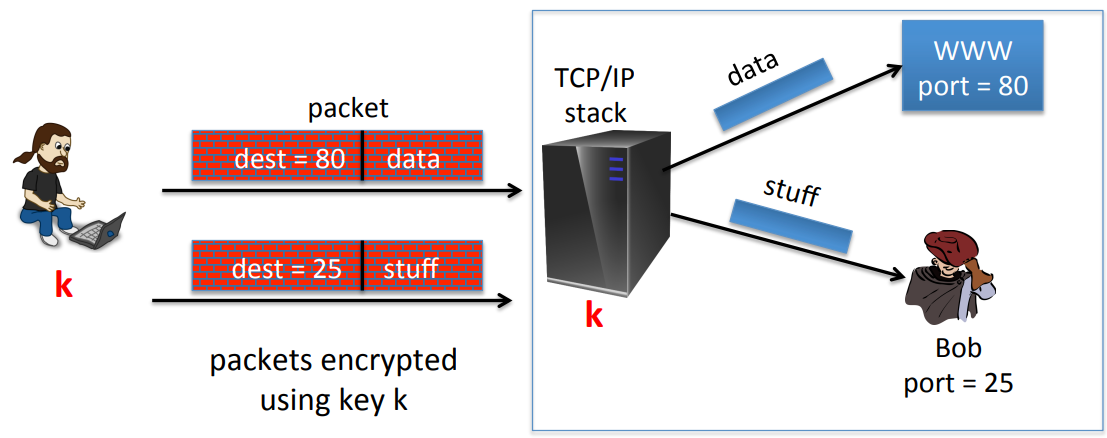 packet
dest = 80 data
k
dest = 25 stuff
packets encrypted
using key k
TCP/IP
stack
k
data
WWW
port = 80
stuff
Bob
port = 25